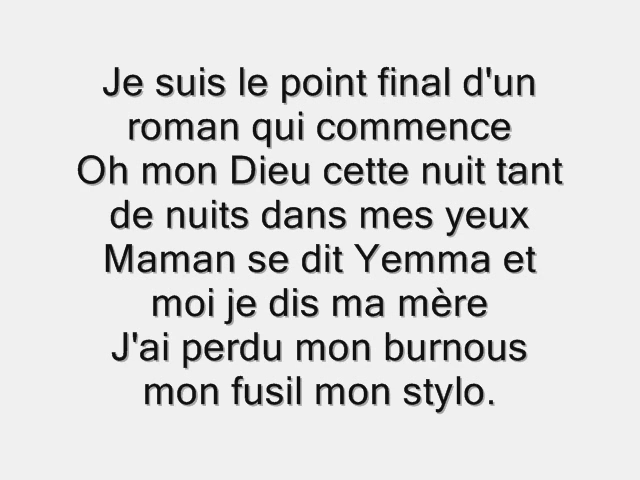 Je suis le point final d'un
roman qui commence
Oh mon Dieu cette nuit tant
de nuits dans mes yeux
Maman se dit Yemma et
moi je dis ma mère
J'ai perdu mon burnous
mon fusil mon stylo.